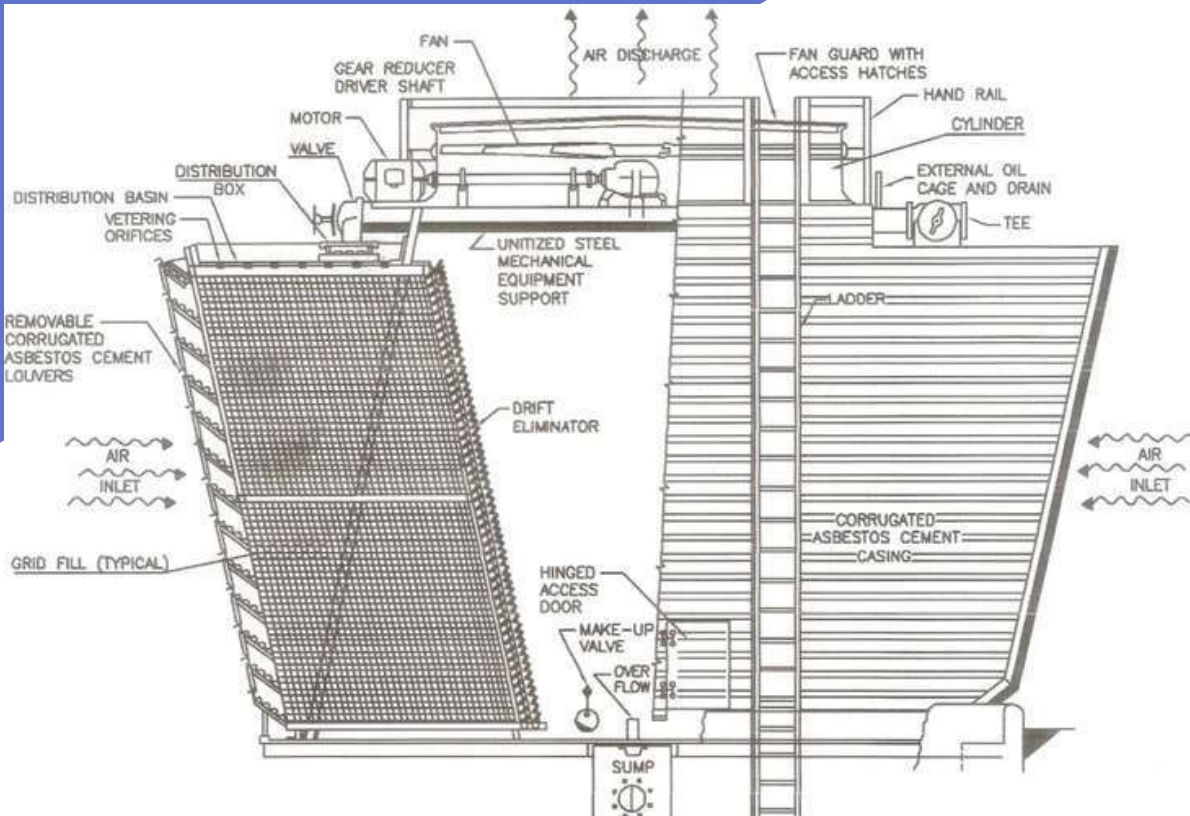 FAN
AIR DISCHARGE
FAN GUARD WITH
ACCESS HATCHES
GEAR REDUCER
DRIVER SHAFT
HAND RAIL
MOTOR
CYLINDER
VALVE
DISTRIBUTION
BOX
EXTERNAL OIL
CAGE AND DRAIN
DISTRIBUTION BASIN
VETERING
ORIFICES
TEE
UNITIZED STEEL
MECHANICAL
EQUIPMENT
SUPPORT
LADDER
REMOVABLE
CORRUGATED
ASBESTOS CEMENT
LOUVERS
DRIFT
ELIMINATOR
AIR
INLET
AIR
INLET
CORRUGATED
ASBESTOS CEMENT
CASING
GRID FILL (TYPICAL)
HINGED
ACCESS
DOOR
MAKE-UP
VALVE
OVER
FLOW
SUMP